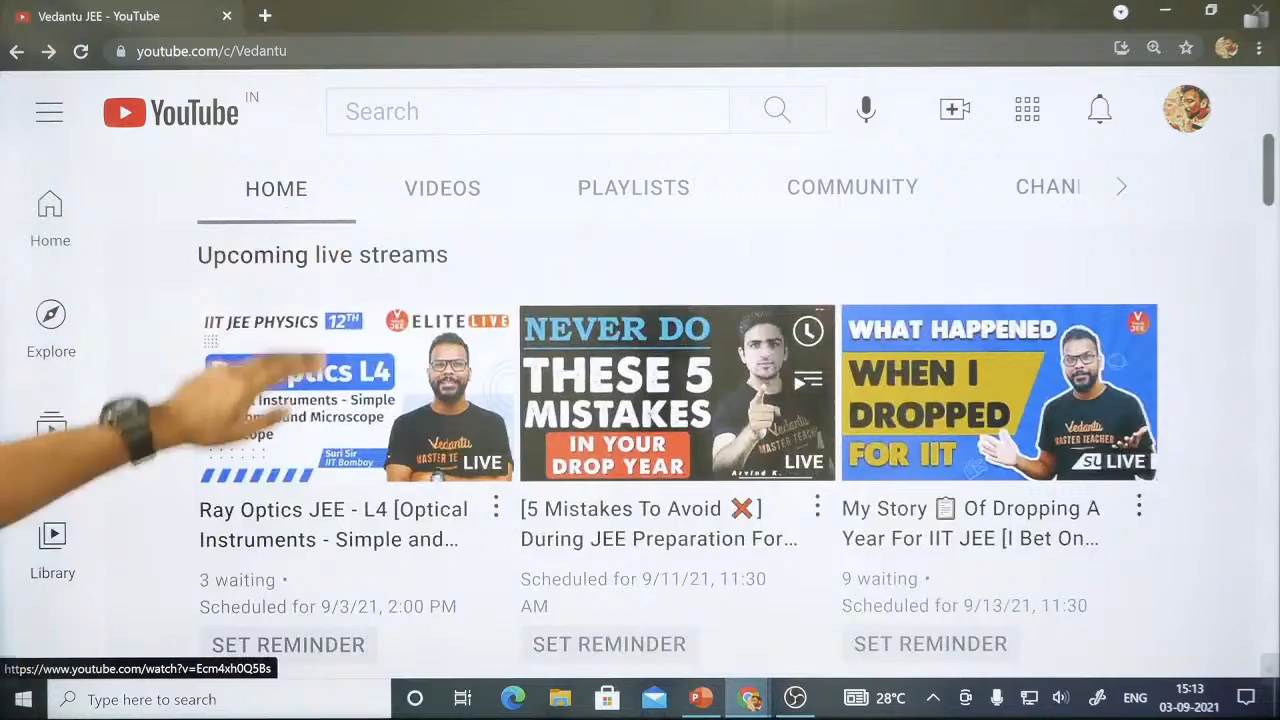 Vedantu JEE - YouTube
youtube.com/c/Vedantu
YouTube IN
Search
HOME VIDEOS PLAYLISTS COMMUNITY
Home
Explore
Library
Upcoming live streams
IIT JEE PHYSICS 12TH
ELITE LIVE
L4
Instruments - Simple
and Microscope
Suri Sir
IIT Bombay
Vedantu
LIVE
Ray Optics JEE - L4 [Optical
Instruments - Simple and...
3 waiting •
Scheduled for 9/3/21, 2:00 PM
SET REMINDER
NEVER DO
THESE 5
MISTAKES
IN YOUR
DROP YEAR
Vedantu
MASTER TEACHER
Arvind K.
LIVE
[5 Mistakes To Avoid ❌]
During JEE Preparation For...
Scheduled for 9/11/21, 11:30
AM
SET REMINDER
WHAT HAPPENED
WHEN I
DROPPED
FOR IIT
Vedantu
MASTER TEACHER
LIVE
My Story 📋 Of Dropping A
Year For IIT JEE [I Bet On...
9 waiting •
Scheduled for 9/13/21, 11:30
SET REMINDER
https://www.youtube.com/watch?v=Ecm4xh0Q5Bs
Type here to search
28°C
ENG
15:13
03-09-2021